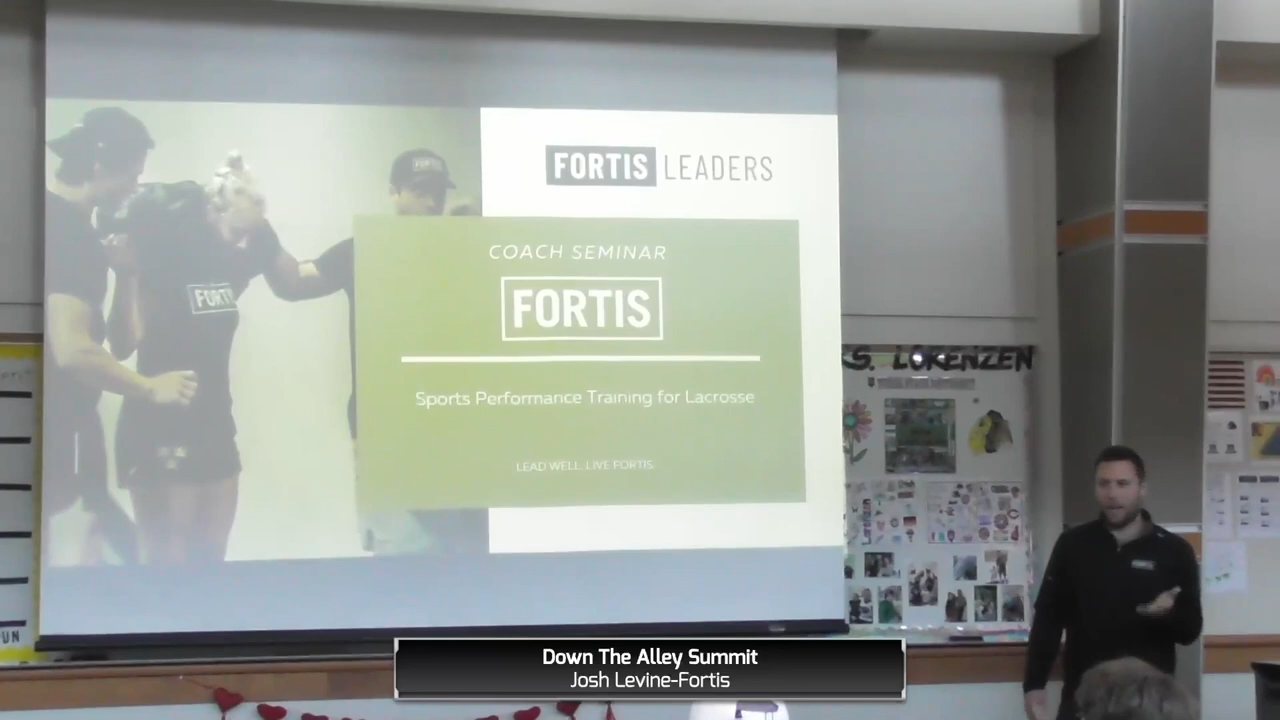 FORTIS LEADERS
COACH SEMINAR
FORTIS
Sports Performance Training for Lacrosse
LEAD WELL. LIVE FORTIS.
FORTIS
LORENZEN
Down The Alley Summit
Josh Levine-Fortis